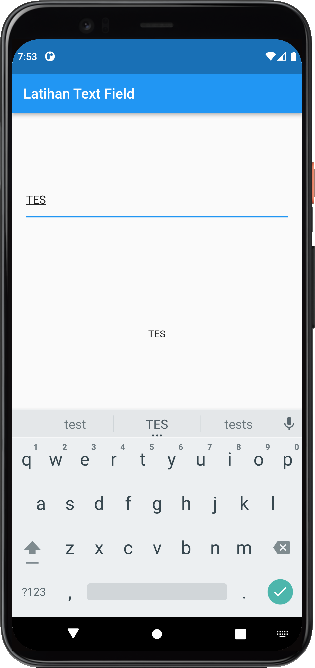 7:53
Latihan Text Field
TES
TES
test TES tests
1 2 3 4 5 6 7 8 9 0
q w e r t y u i o p
a s d f g h j k l
z x c v b n m
?123 , .